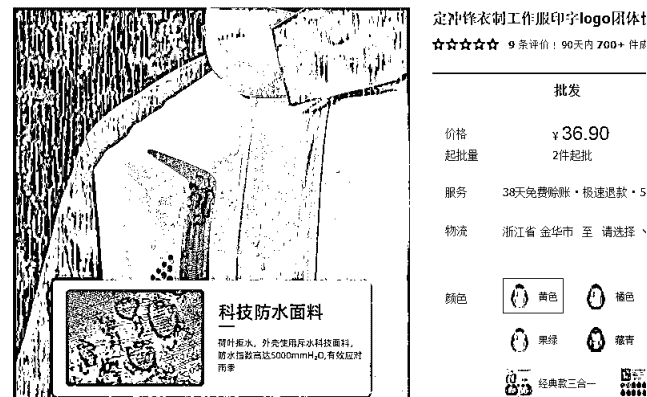 定冲锋衣制工作服印字logo团体
9 条评价 | 90天内 700+ 件
批发
价格 ¥36.90
起批量 2件起批
服务 38天免费赊账·极速退款·5
物流 浙江省 金华市 至 请选择
颜色 黄色 橘色
果绿 藏青
经典款三合一
科技防水面料
荷叶拒水，外壳使用斥水科技面料，
防水指数高达5000mmH₂O,有效应对
雨季